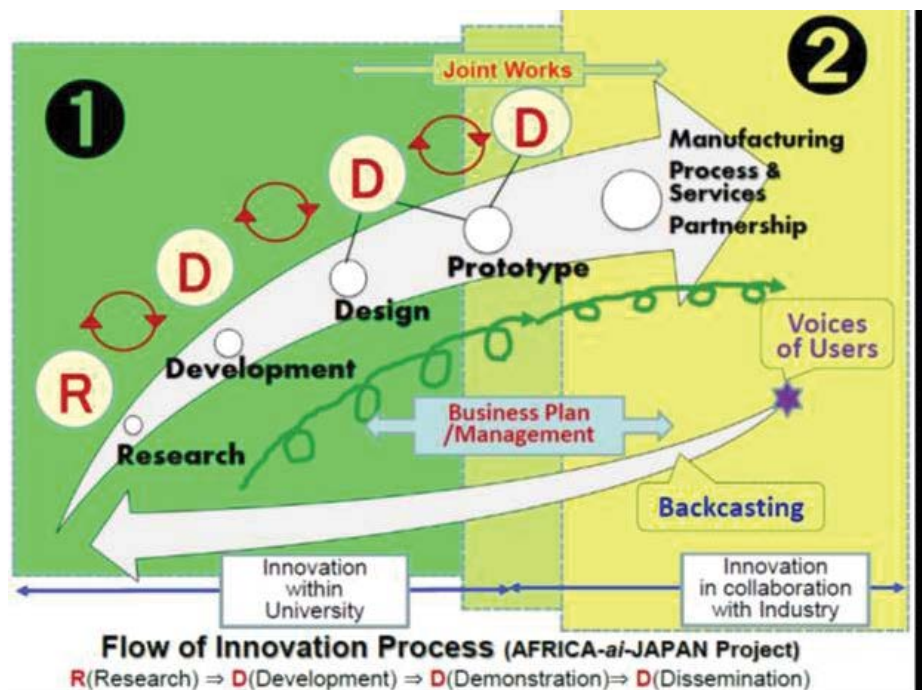 1
2
Joint Works
R
D
D
D
Manufacturing
Process &
Services
Partnership
Prototype
Design
Development
Research
Voices
of Users
Business Plan
/Management
Backcasting
Innovation
within
University
Innovation
in collaboration
with Industry
Flow of Innovation Process (AFRICA-ai-JAPAN Project)
R(Research) ⇒ D(Development) ⇒ D(Demonstration)⇒ D(Dissemination)